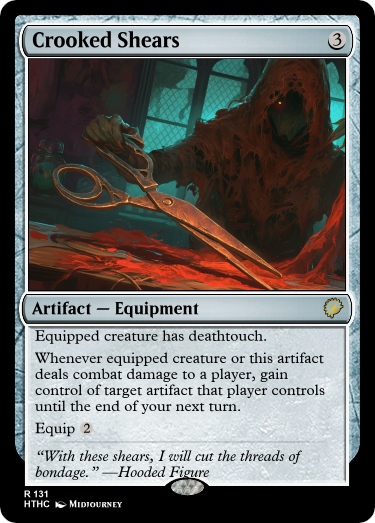 Crooked Shears 3
Artifact — Equipment
Equipped creature has deathtouch.
Whenever equipped creature or this artifact
deals combat damage to a player, gain
control of target artifact that player controls
until the end of your next turn.
Equip 2
“With these shears, I will cut the threads of
bondage.” —Hooded Figure
R 131
HTHC Midjourney